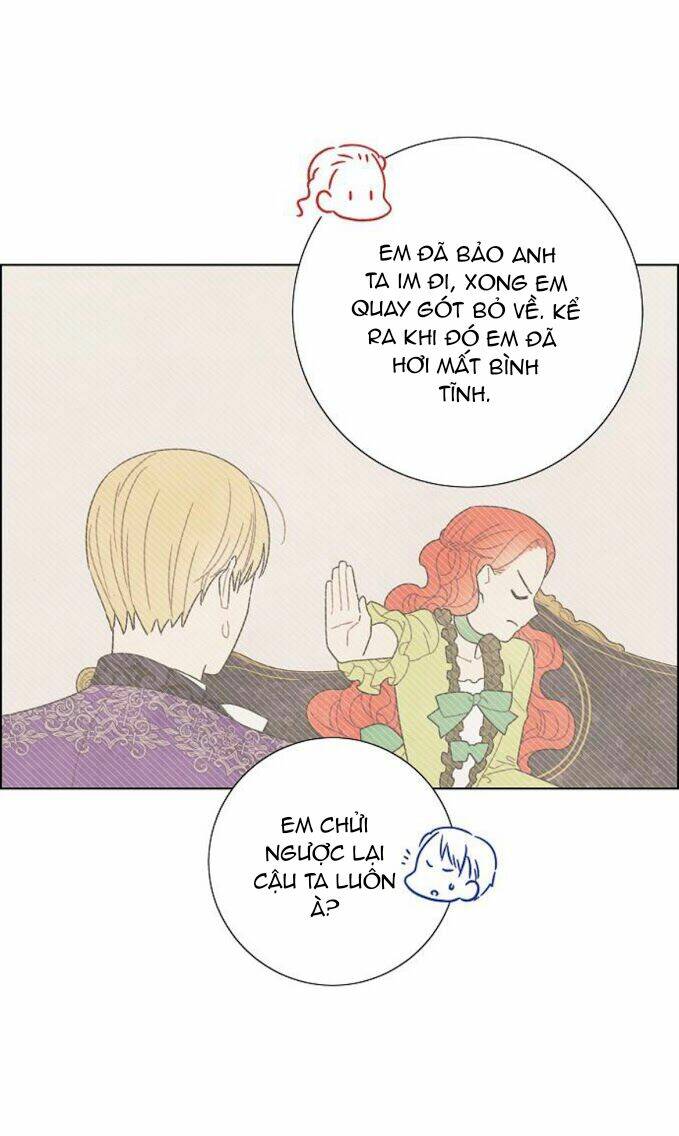 EM ĐÃ BẢO ANH
TA IM ĐI, XONG EM
QUAY GÓT BỎ VỀ. KỂ
RA KHI ĐÓ EM ĐÃ
HƠI MẤT BÌNH
TĨNH.
EM CHỬI
NGƯỢC LẠI
CẬU TA LUÔN
À?